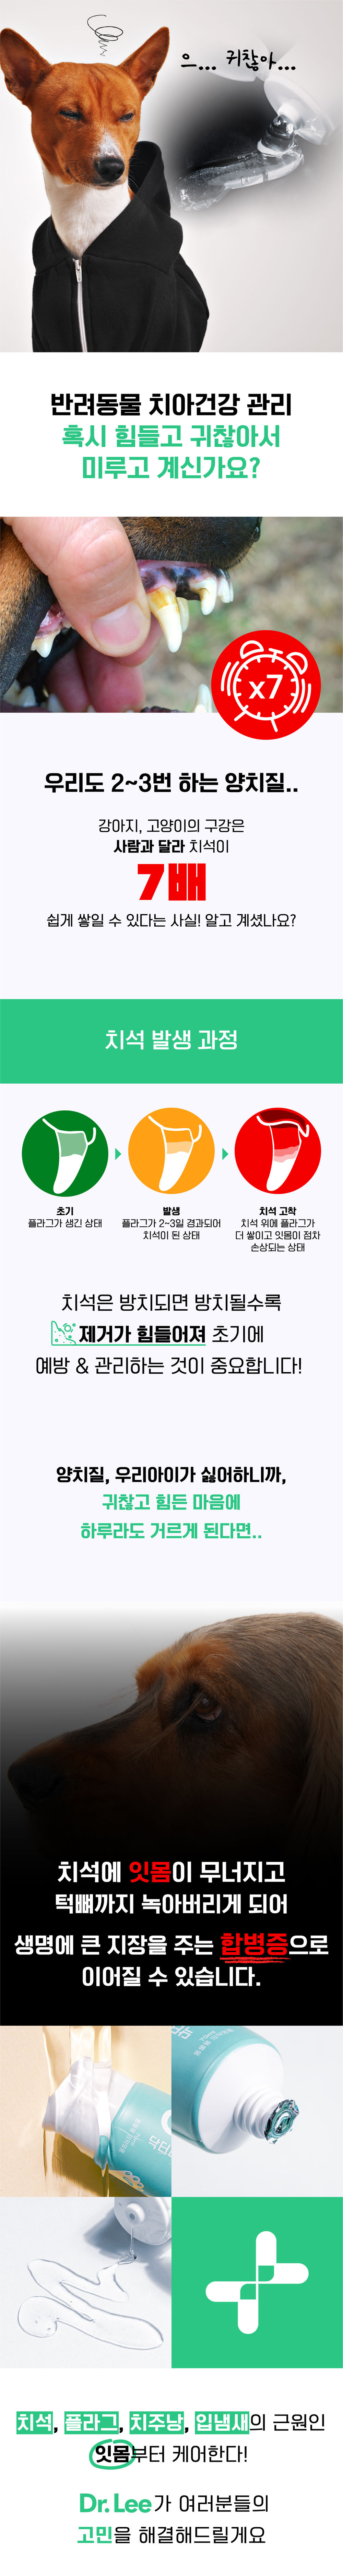 으... 귀찮아...
반려동물 치아건강 관리
혹시 힘들고 귀찮아서
미루고 계신가요?
x7
우리도 2~3번 하는 양치질..
강아지, 고양이의 구강은
사람과 달라 치석이
7배
쉽게 쌓일 수 있다는 사실! 알고 계셨나요?
치석 발생 과정
초기
플라그가 생긴 상태
발생
플라그가 2~3일 경과되어
치석이 된 상태
치석 고착
치석 위에 플라그가
더 쌓이고 잇몸이 점차
손상되는 상태
치석은 방치되면 방치될수록
제거가 힘들어져 초기에
예방 & 관리하는 것이 중요합니다!
양치질, 우리아이가 싫어하니까,
귀찮고 힘든 마음에
하루라도 거르게 된다면..
치석에 잇몸이 무너지고
턱뼈까지 녹아버리게 되어
생명에 큰 지장을 주는 합병증으로
이어질 수 있습니다.
치석, 플라그, 치주낭, 입냄새의 근원인
잇몸부터 케어한다!
Dr. Lee가 여러분들의
고민을 해결해드릴게요